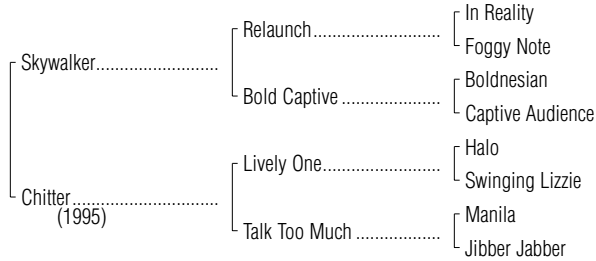 In Reality
Relaunch
Foggy Note
Skywalker
Boldnesian
Bold Captive
Captive Audience
Halo
Lively One
Swinging Lizzie
Chitter
(1995)
Manila
Talk Too Much
Jibber Jabber